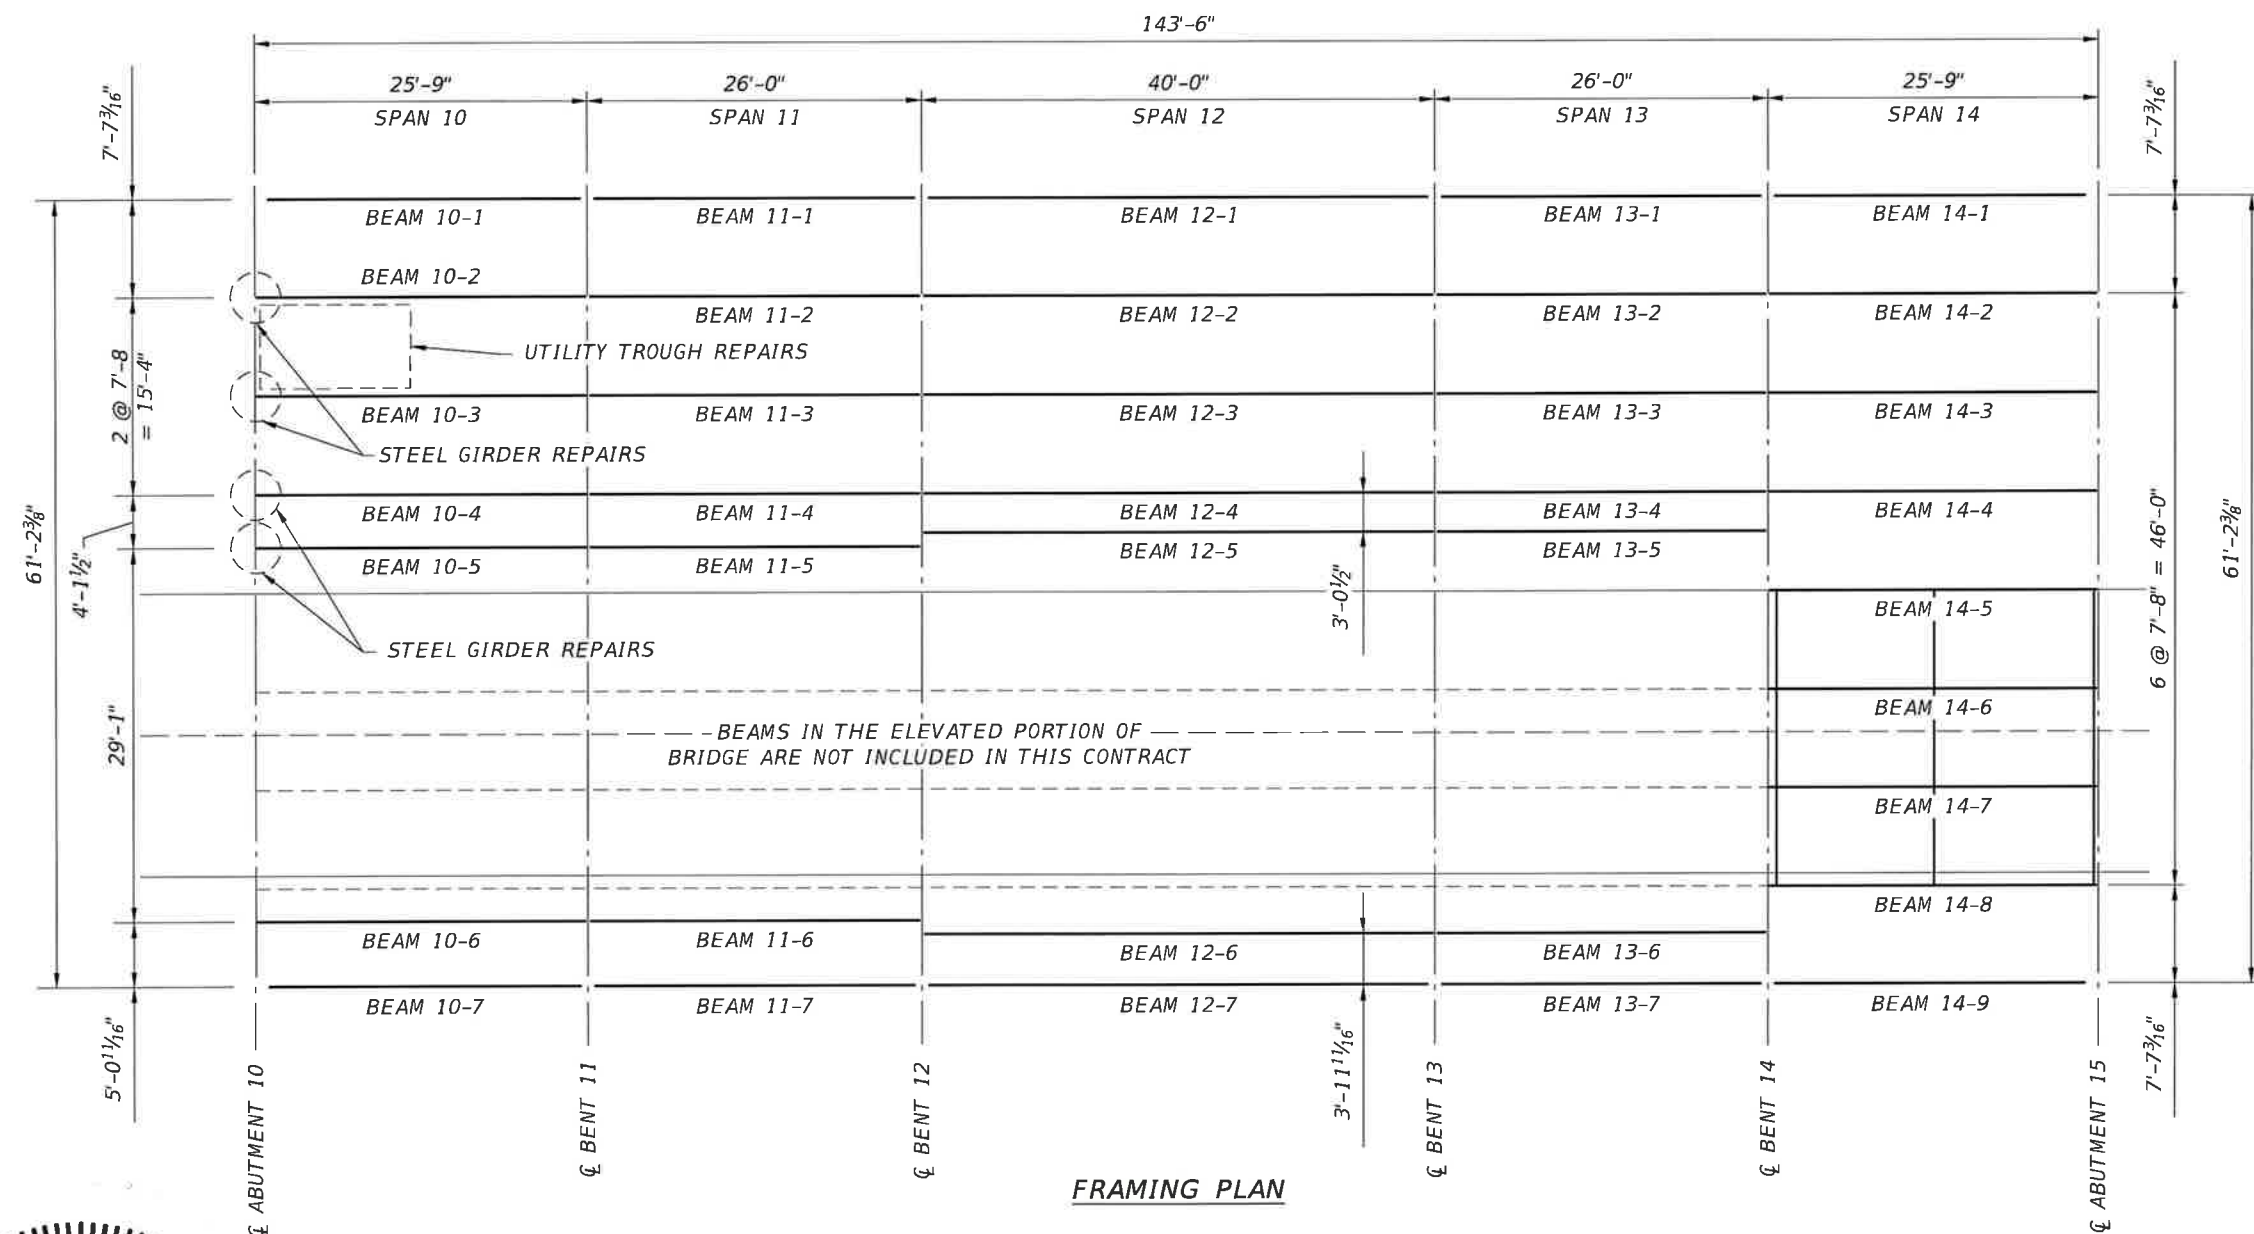 143'-6"
25'-9"
26'-0"
40'-0"
26'-0"
25'-9"
SPAN 10
SPAN 11
SPAN 12
SPAN 13
SPAN 14
7'-7 3/16"
7'-7 3/16"
BEAM 10-1
BEAM 11-1
BEAM 12-1
BEAM 13-1
BEAM 14-1
BEAM 10-2
BEAM 11-2
BEAM 12-2
BEAM 13-2
BEAM 14-2
UTILITY TROUGH REPAIRS
2 @ 7'-8
= 15'-4"
BEAM 10-3
BEAM 11-3
BEAM 12-3
BEAM 13-3
BEAM 14-3
STEEL GIRDER REPAIRS
BEAM 10-4
BEAM 11-4
BEAM 12-4
BEAM 13-4
BEAM 14-4
61'-2 3/8"
4'-1 1/2"
BEAM 10-5
BEAM 11-5
BEAM 12-5
BEAM 13-5
3'-0 1/2"
6 @ 7'-8" = 46'-0"
61'-2 3/8"
BEAM 14-5
STEEL GIRDER REPAIRS
BEAM 14-6
29'-1"
BEAMS IN THE ELEVATED PORTION OF
BRIDGE ARE NOT INCLUDED IN THIS CONTRACT
BEAM 14-7
BEAM 14-8
BEAM 10-6
BEAM 11-6
BEAM 12-6
BEAM 13-6
BEAM 10-7
BEAM 11-7
BEAM 12-7
BEAM 13-7
BEAM 14-9
5'-0 11/16"
3'-11 11/16"
7'-7 3/16"
℄ ABUTMENT 10
℄ BENT 11
℄ BENT 12
℄ BENT 13
℄ BENT 14
℄ ABUTMENT 15
FRAMING PLAN